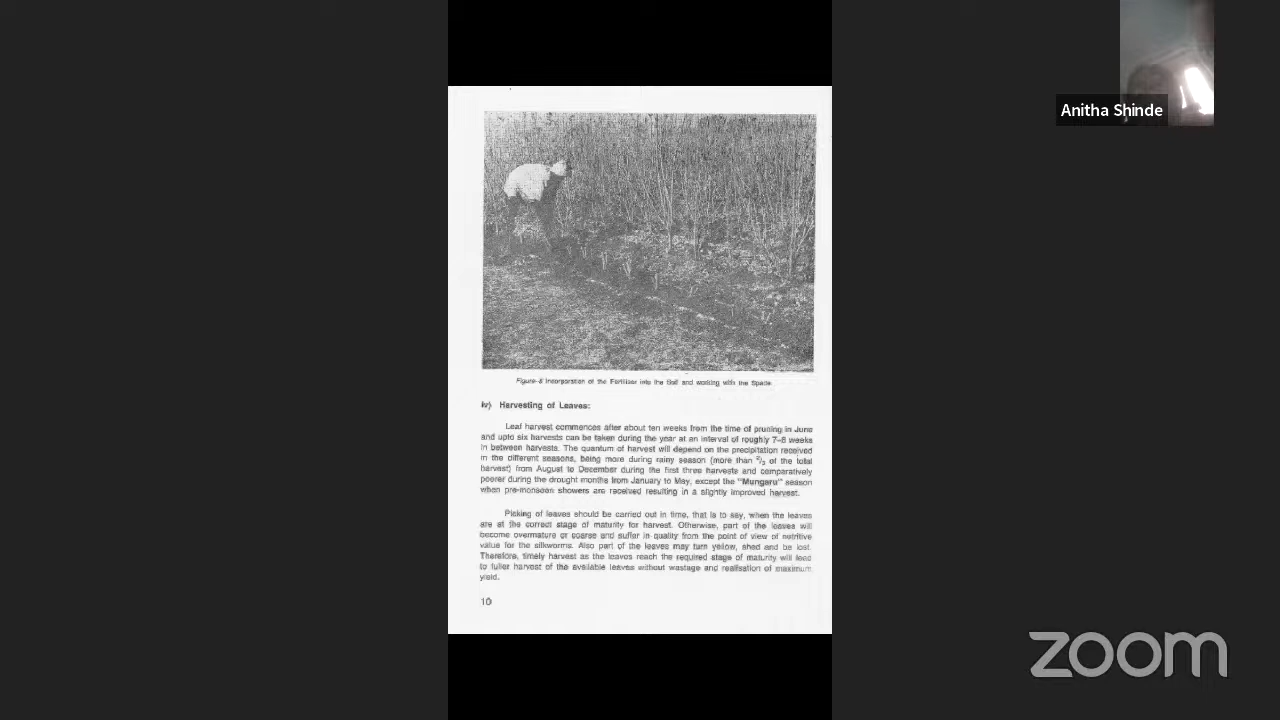 Anitha Shinde
Figure-8 Incorporation of the Fertiliser into the Soil and working with the Spade.
iv) Harvesting of Leaves:
Leaf harvest commences after about ten weeks from the time of pruning in June
and upto six harvests can be taken during the year at an interval of roughly 7–8 weeks
in between harvests. The quantum of harvest will depend on the precipitation received
in the different seasons, being more during rainy season (more than 2/3 of the total
harvest) from August to December during the first three harvests and comparatively
poorer during the drought months from January to May, except the "Mungaru" season
when pre-monsoon showers are received resulting in a slightly improved harvest.
Picking of leaves should be carried out in time, that is to say, when the leaves
are at the correct stage of maturity for harvest. Otherwise, part of the leaves will
become overmature or coarse and suffer in quality from the point of view of nutritive
value for the silkworms. Also part of the leaves may turn yellow, shed and be lost.
Therefore, timely harvest as the leaves reach the required stage of maturity will lead
to fuller harvest of the available leaves without wastage and realisation of maximum
yield.
10
zoom